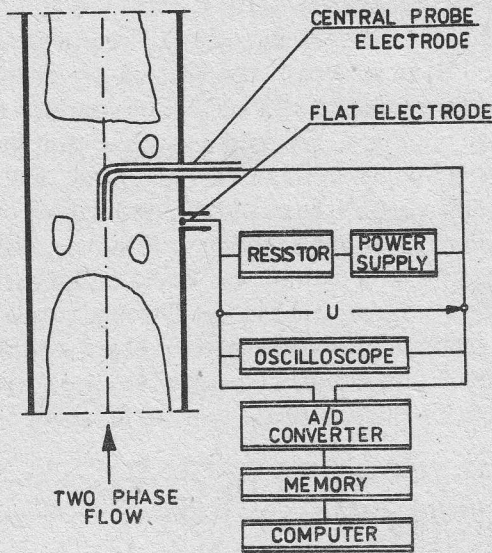 CENTRAL PROBE
ELECTRODE
FLAT ELECTRODE
RESISTOR
POWER
SUPPLY
U
OSCILLOSCOPE
A/D
CONVERTER
MEMORY
COMPUTER
TWO PHASE
FLOW